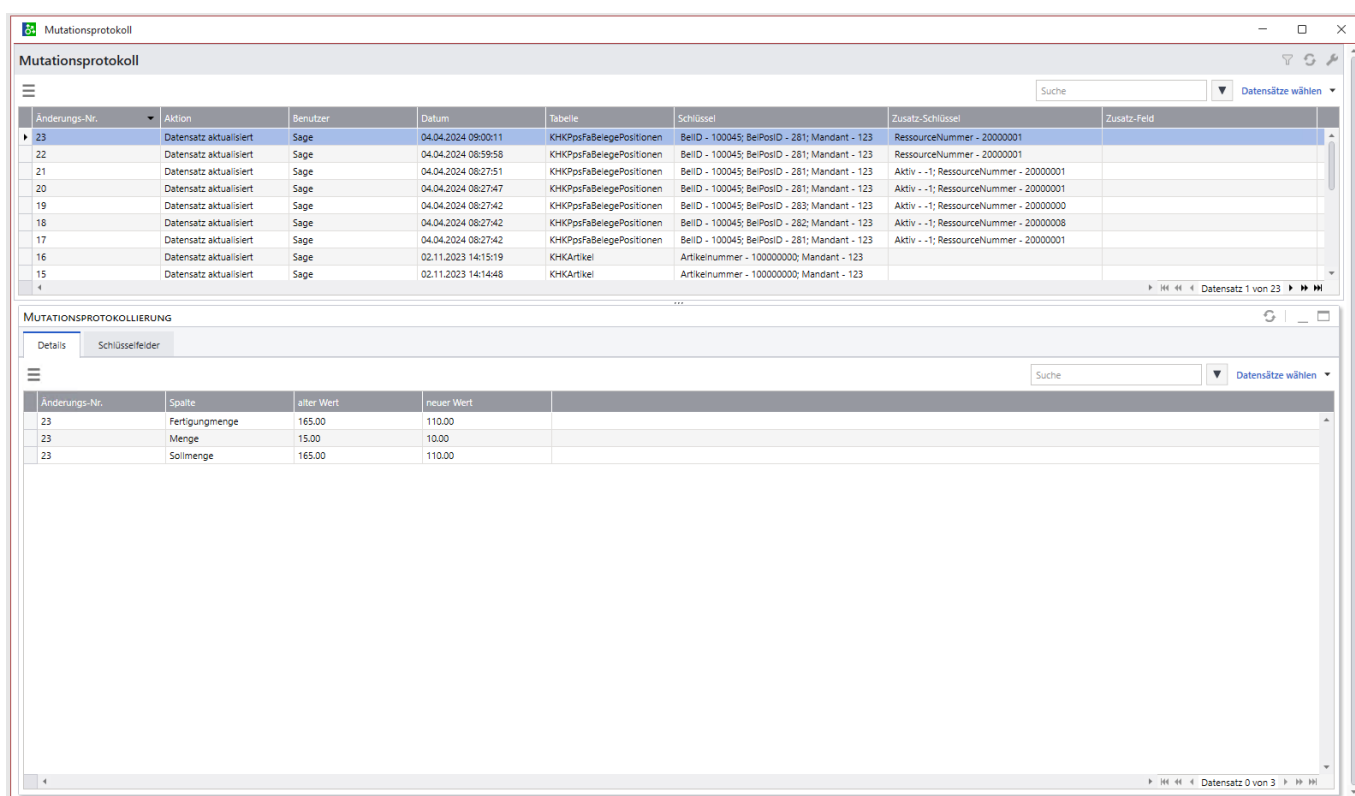 Mutationsprotokoll
Mutationsprotokoll
Suche Datensätze wählen
Änderungs-Nr. Aktion Benutzer Datum Tabelle Schlüssel Zusatz-Schlüssel Zusatz-Feld
23 Datensatz aktualisiert Sage 04.04.2024 09:00:11 KHKPpsFaBelegePositionen BelID - 100045; BelPosID - 281; Mandant - 123 RessourceNummer - 20000001
22 Datensatz aktualisiert Sage 04.04.2024 08:59:58 KHKPpsFaBelegePositionen BelID - 100045; BelPosID - 281; Mandant - 123 RessourceNummer - 20000001
21 Datensatz aktualisiert Sage 04.04.2024 08:27:51 KHKPpsFaBelegePositionen BelID - 100045; BelPosID - 281; Mandant - 123 Aktiv - -1; RessourceNummer - 20000001
20 Datensatz aktualisiert Sage 04.04.2024 08:27:47 KHKPpsFaBelegePositionen BelID - 100045; BelPosID - 281; Mandant - 123 Aktiv - -1; RessourceNummer - 20000001
19 Datensatz aktualisiert Sage 04.04.2024 08:27:42 KHKPpsFaBelegePositionen BelID - 100045; BelPosID - 283; Mandant - 123 Aktiv - -1; RessourceNummer - 20000000
18 Datensatz aktualisiert Sage 04.04.2024 08:27:42 KHKPpsFaBelegePositionen BelID - 100045; BelPosID - 282; Mandant - 123 Aktiv - -1; RessourceNummer - 20000008
17 Datensatz aktualisiert Sage 04.04.2024 08:27:42 KHKPpsFaBelegePositionen BelID - 100045; BelPosID - 281; Mandant - 123 Aktiv - -1; RessourceNummer - 20000001
16 Datensatz aktualisiert Sage 02.11.2023 14:15:19 KHKArtikel Artikelnummer - 100000000; Mandant - 123
15 Datensatz aktualisiert Sage 02.11.2023 14:14:48 KHKArtikel Artikelnummer - 100000000; Mandant - 123
Datensatz 1 von 23
MUTATIONSPROTOKOLLIERUNG
Details Schlüsselfelder
Suche Datensätze wählen
Änderungs-Nr. Spalte alter Wert neuer Wert
23 Fertigungmenge 165.00 110.00
23 Menge 15.00 10.00
23 Sollmenge 165.00 110.00
Datensatz 0 von 3